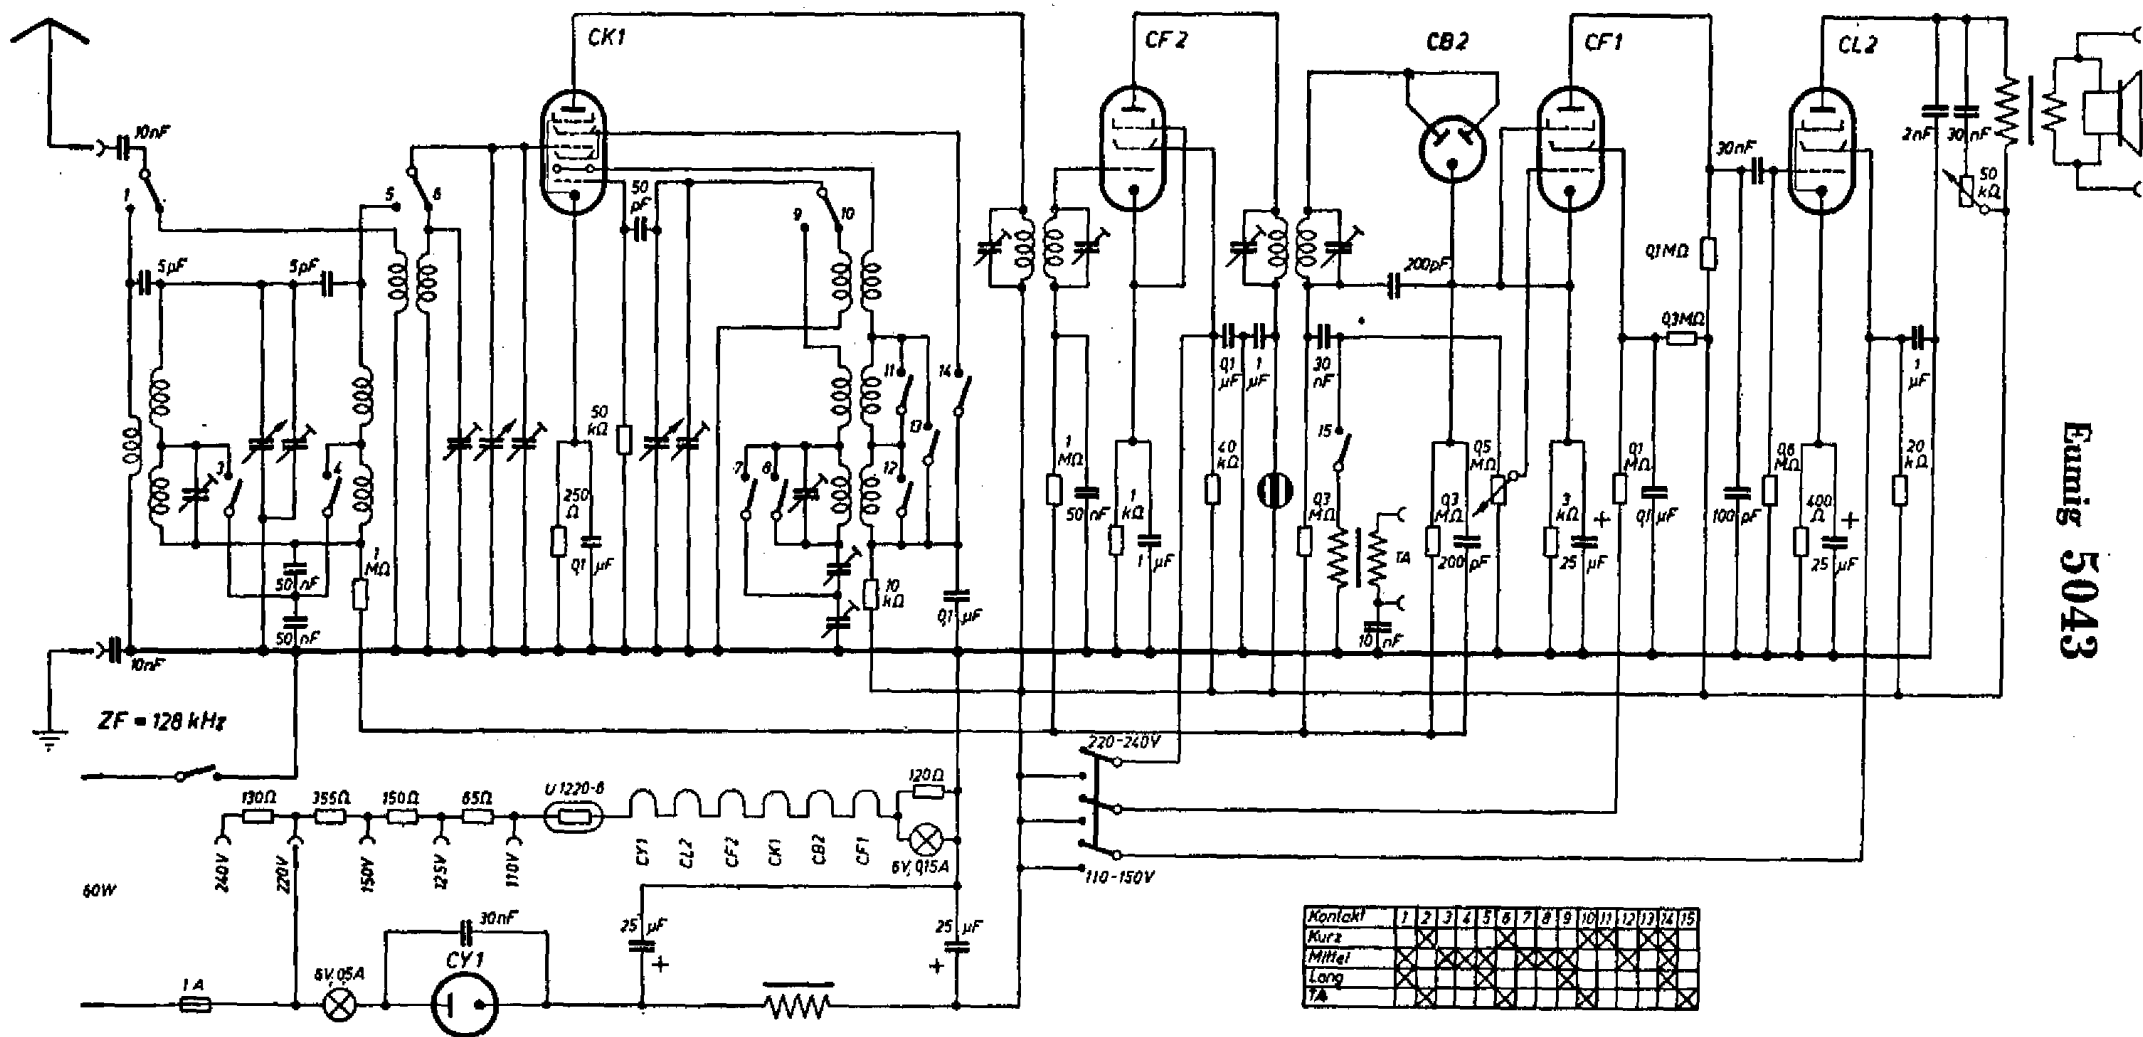 CK1
CF2
CB2
CF1
CL2
10nF
1
5
6
50 pF
9
10
5µF
5pF
200pF
30nF
2nF
30nF
50 kΩ
0,1MΩ
0,3MΩ
3
4
50 kΩ
250 Ω
0,1 µF
7
8
11
12
13
14
1 MΩ
50 nF
50 nF
10 kΩ
0,1 µF
10nF
1 MΩ
50 nF
1 kΩ
1 µF
40 kΩ
0,1 µF
1 µF
30 nF
15
0,3 MΩ
TA
10 nF
0,3 MΩ
200 pF
0,5 MΩ
3 kΩ
25 µF
+
0,1 MΩ
0,1 µF
100 pF
0,6 MΩ
400 Ω
25 µF
+
20 kΩ
1 µF
Eumig 5043
ZF = 128 kHz
130Ω
355Ω
150Ω
65Ω
U 1220-6
120Ω
240V
220V
150V
125V
110V
CY1
CL2
CF2
CK1
CB2
CF1
6V, 0,15A
60W
220-240V
110-150V
1A
6V, 0,5A
30nF
CY1
25 µF
+
25 µF
+
Kontakt 1 2 3 4 5 6 7 8 9 10 11 12 13 14 15
Kurz
Mittel
Lang
TA